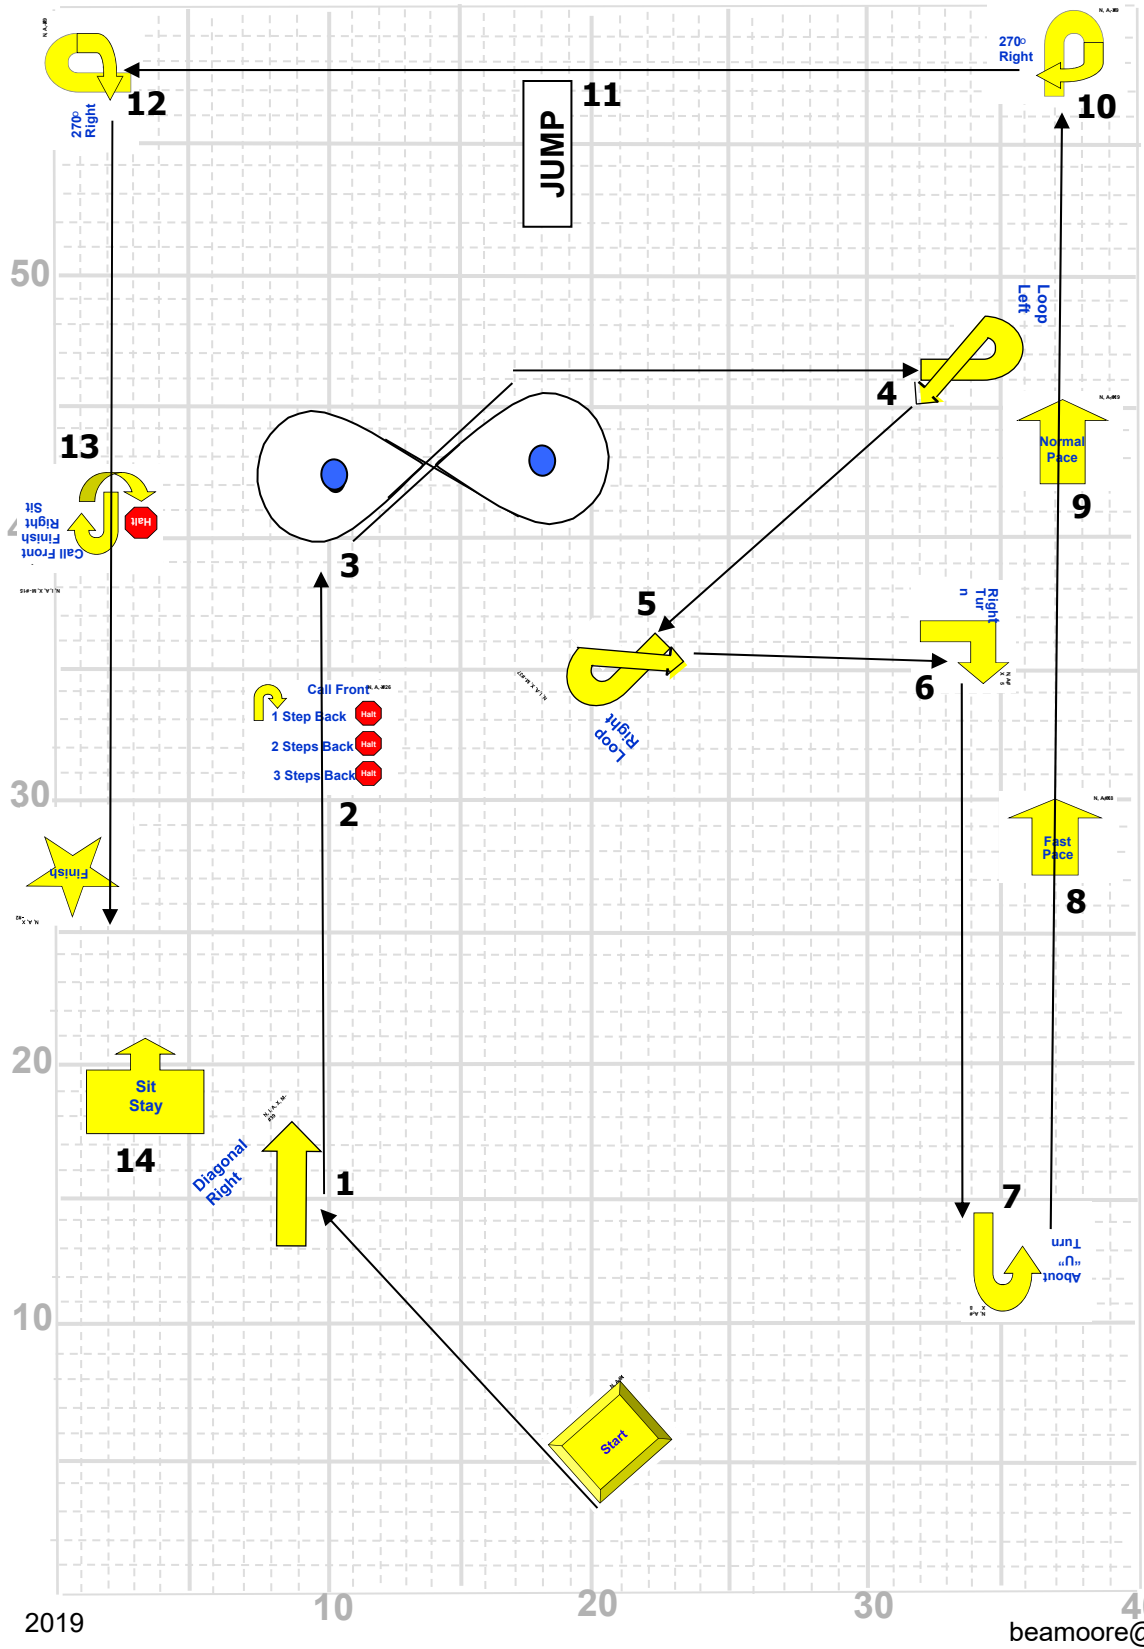 270º
Right
10
11
JUMP
12
270º
Right
50
Loop
Left
4
Normal
Pace
9
13
Halt
Call Front
Finish
Right
Sit
3
5
Loop
Right
Right
Tur
n
6
Call Front
1 Step Back
Halt
2 Steps Back
Halt
3 Steps Back
Halt
2
30
Fast
Pace
8
Finish
20
Sit
Stay
14
Diagonal
Right
1
7
About
"U"
Turn
10
Start
10
20
30
2019
beamoore@